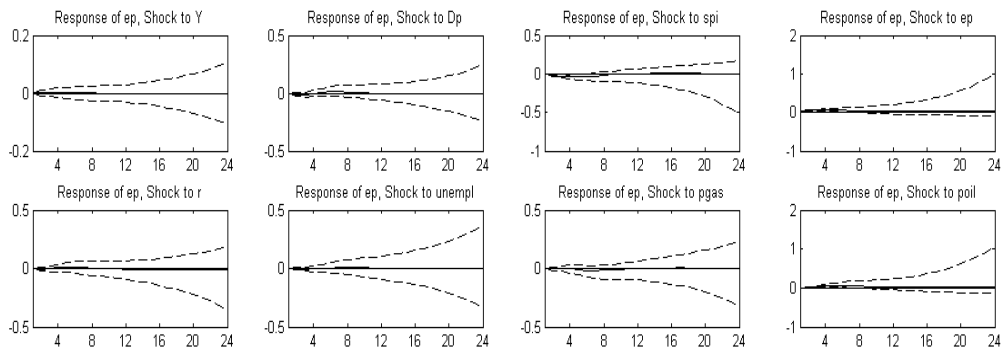 Response of ep, Shock to Y
Response of ep, Shock to Dp
Response of ep, Shock to spi
Response of ep, Shock to ep
0.2
0
-0.2
4 8 12 16 20 24
0.5
0
-0.5
4 8 12 16 20 24
0.5
0
-0.5
-1
4 8 12 16 20 24
2
1
0
-1
4 8 12 16 20 24
Response of ep, Shock to r
Response of ep, Shock to unempl
Response of ep, Shock to pgas
Response of ep, Shock to poil
0.5
0
-0.5
4 8 12 16 20 24
0.5
0
-0.5
4 8 12 16 20 24
0.5
0
-0.5
4 8 12 16 20 24
2
1
0
-1
4 8 12 16 20 24